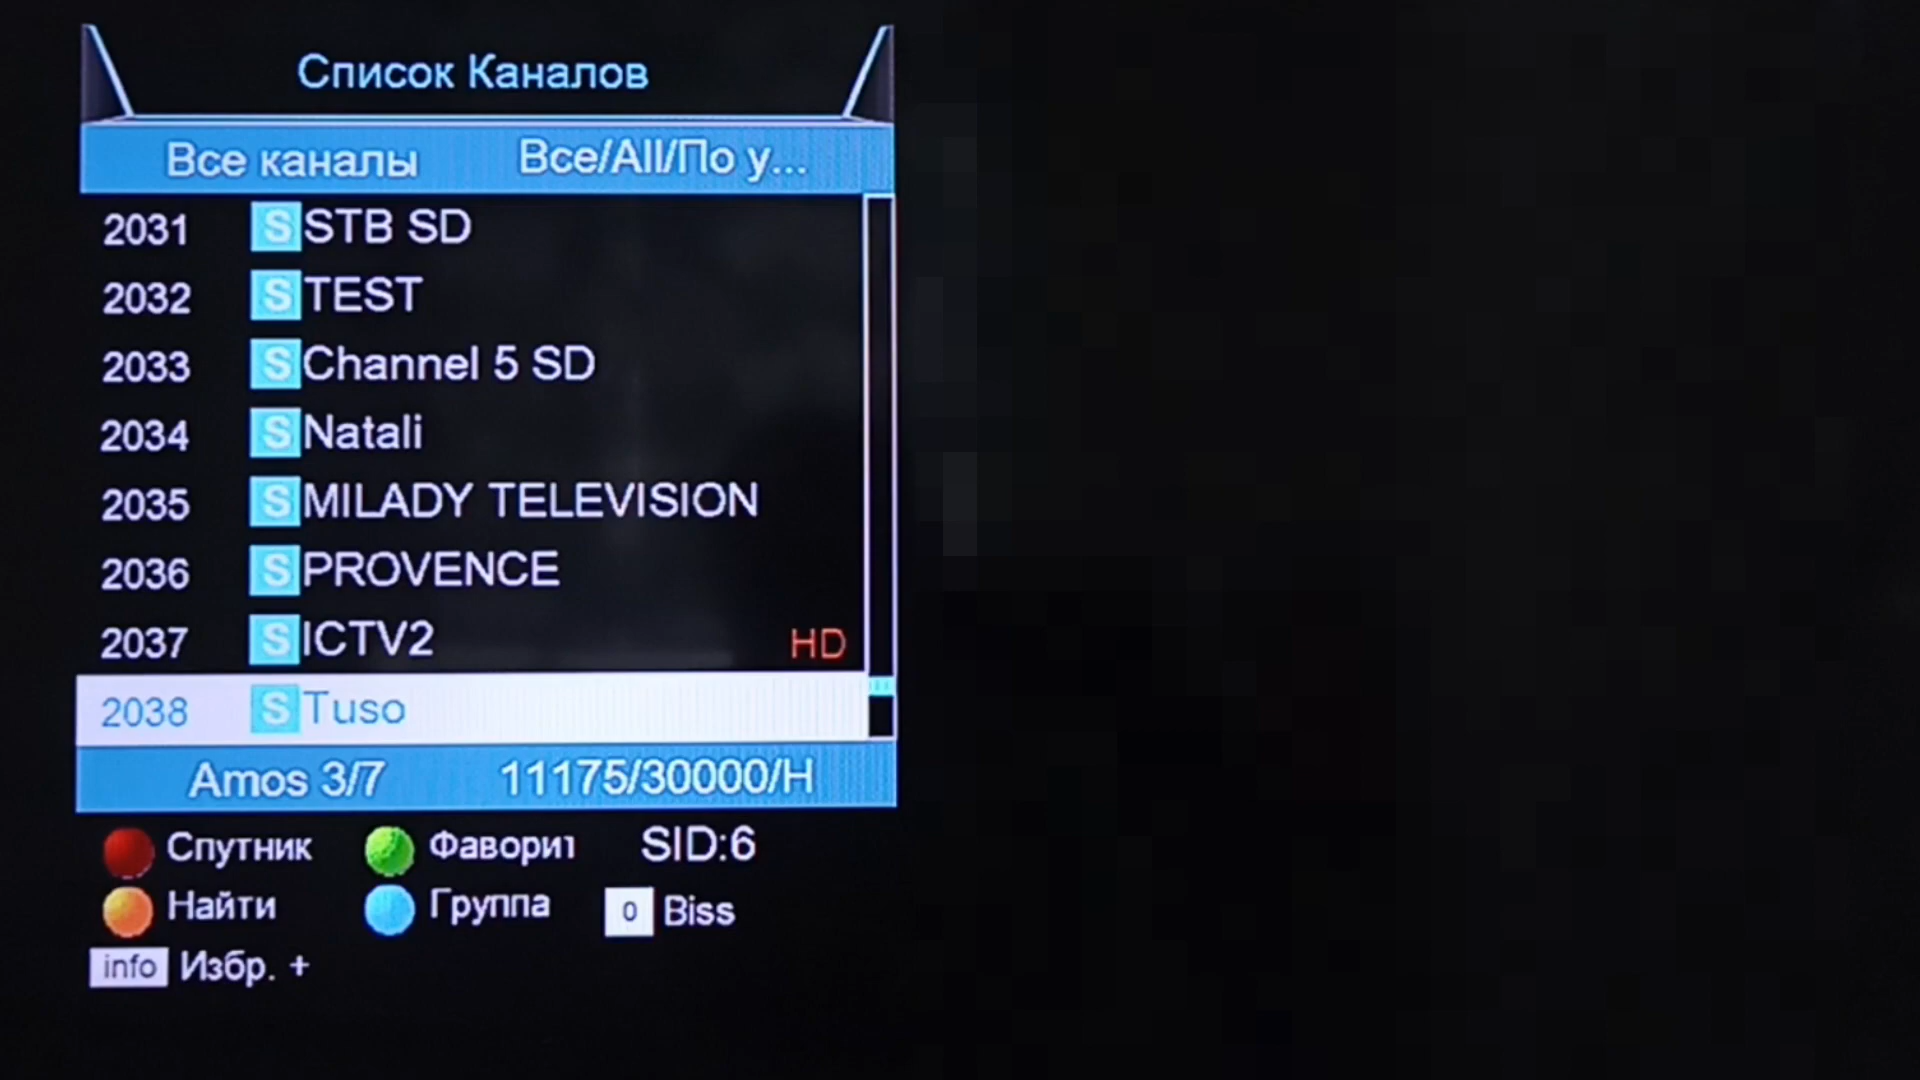 Список Каналов
Все каналы Все/All/По у...
2031 S STB SD
2032 S TEST
2033 S Channel 5 SD
2034 S Natali
2035 S MILADY TELEVISION
2036 S PROVENCE
2037 S ICTV2 HD
2038 S Tuso
Amos 3/7 11175/30000/H
Спутник Фаворит SID:6
Найти Группа 0 Biss
info Избр. +